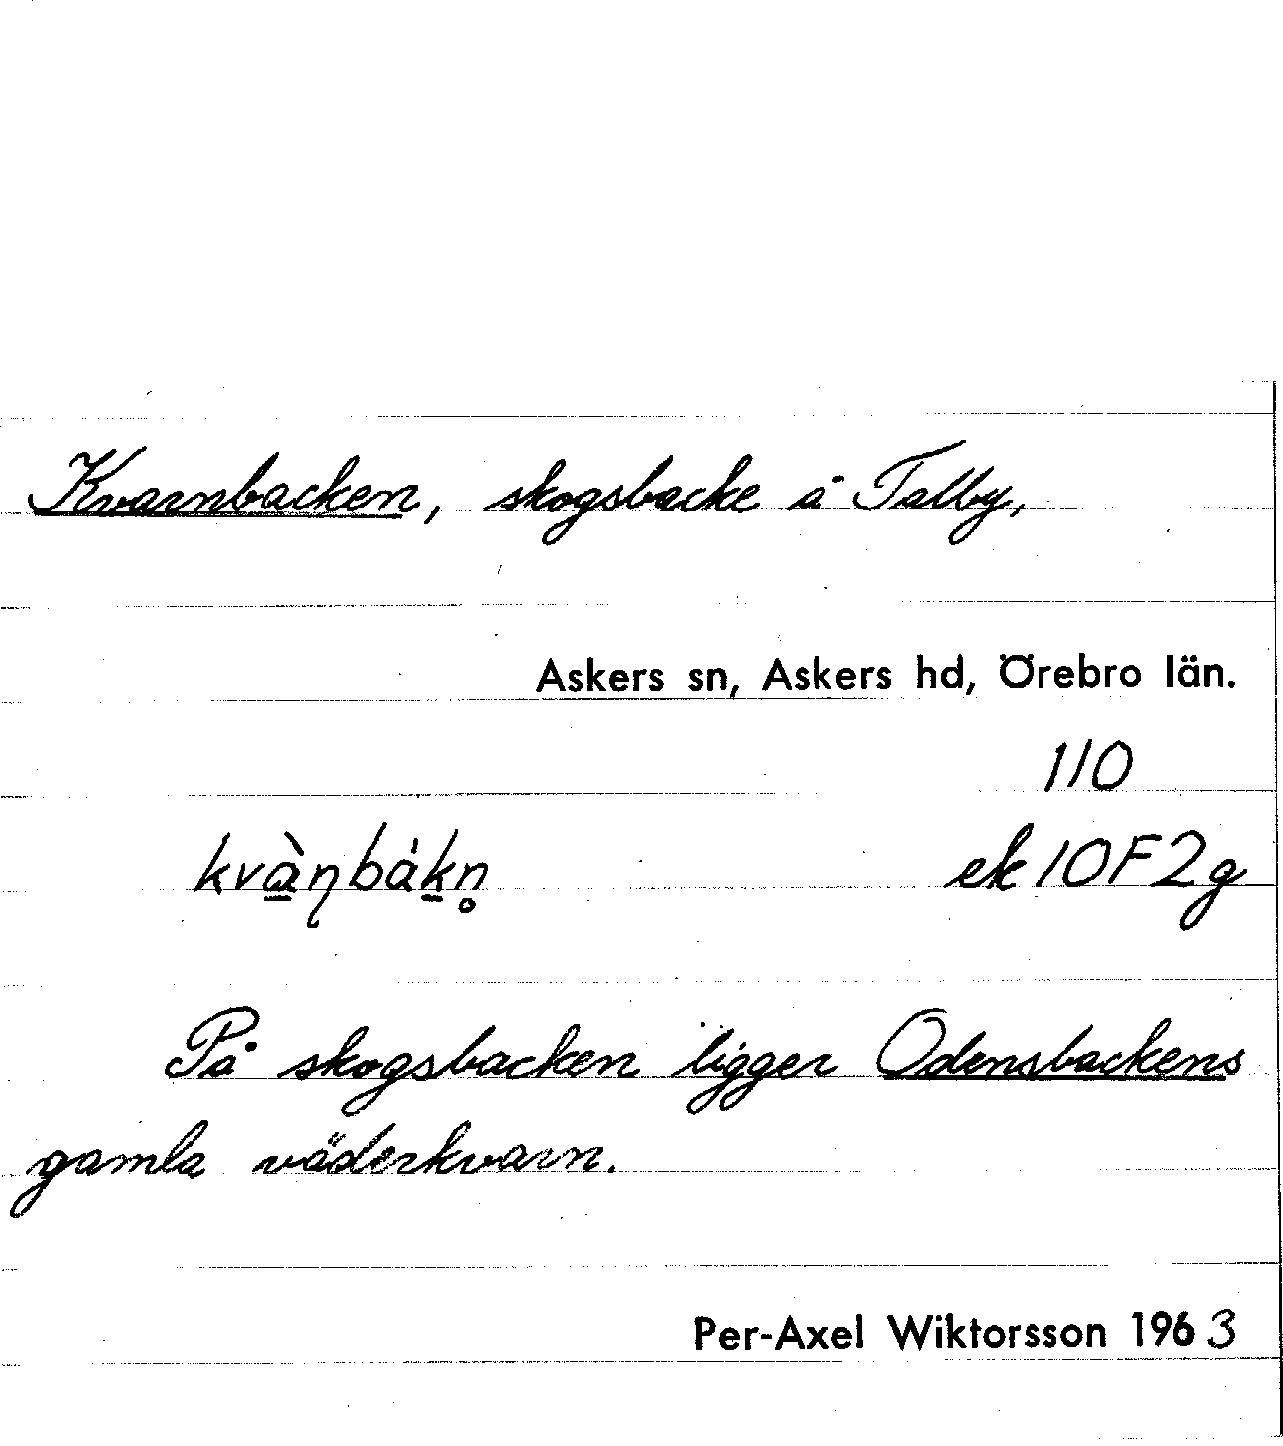 Kvarnbacken, skogsbacke å Talby,
Askers sn, Askers hd, Örebro län.
110
kvàŋbákn̥ ek 10F2g
På skogsbacken ligger Odensbackens
gamla väderkvarn.
Per-Axel Wiktorsson 1963